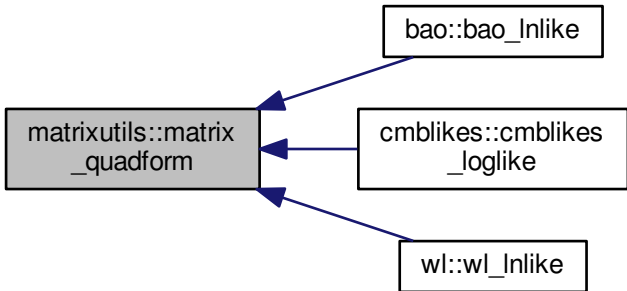 bao::bao_lnlike
matrixutils::matrix
_quadform
cmblikes::cmblikes
_loglike
wl::wl_lnlike